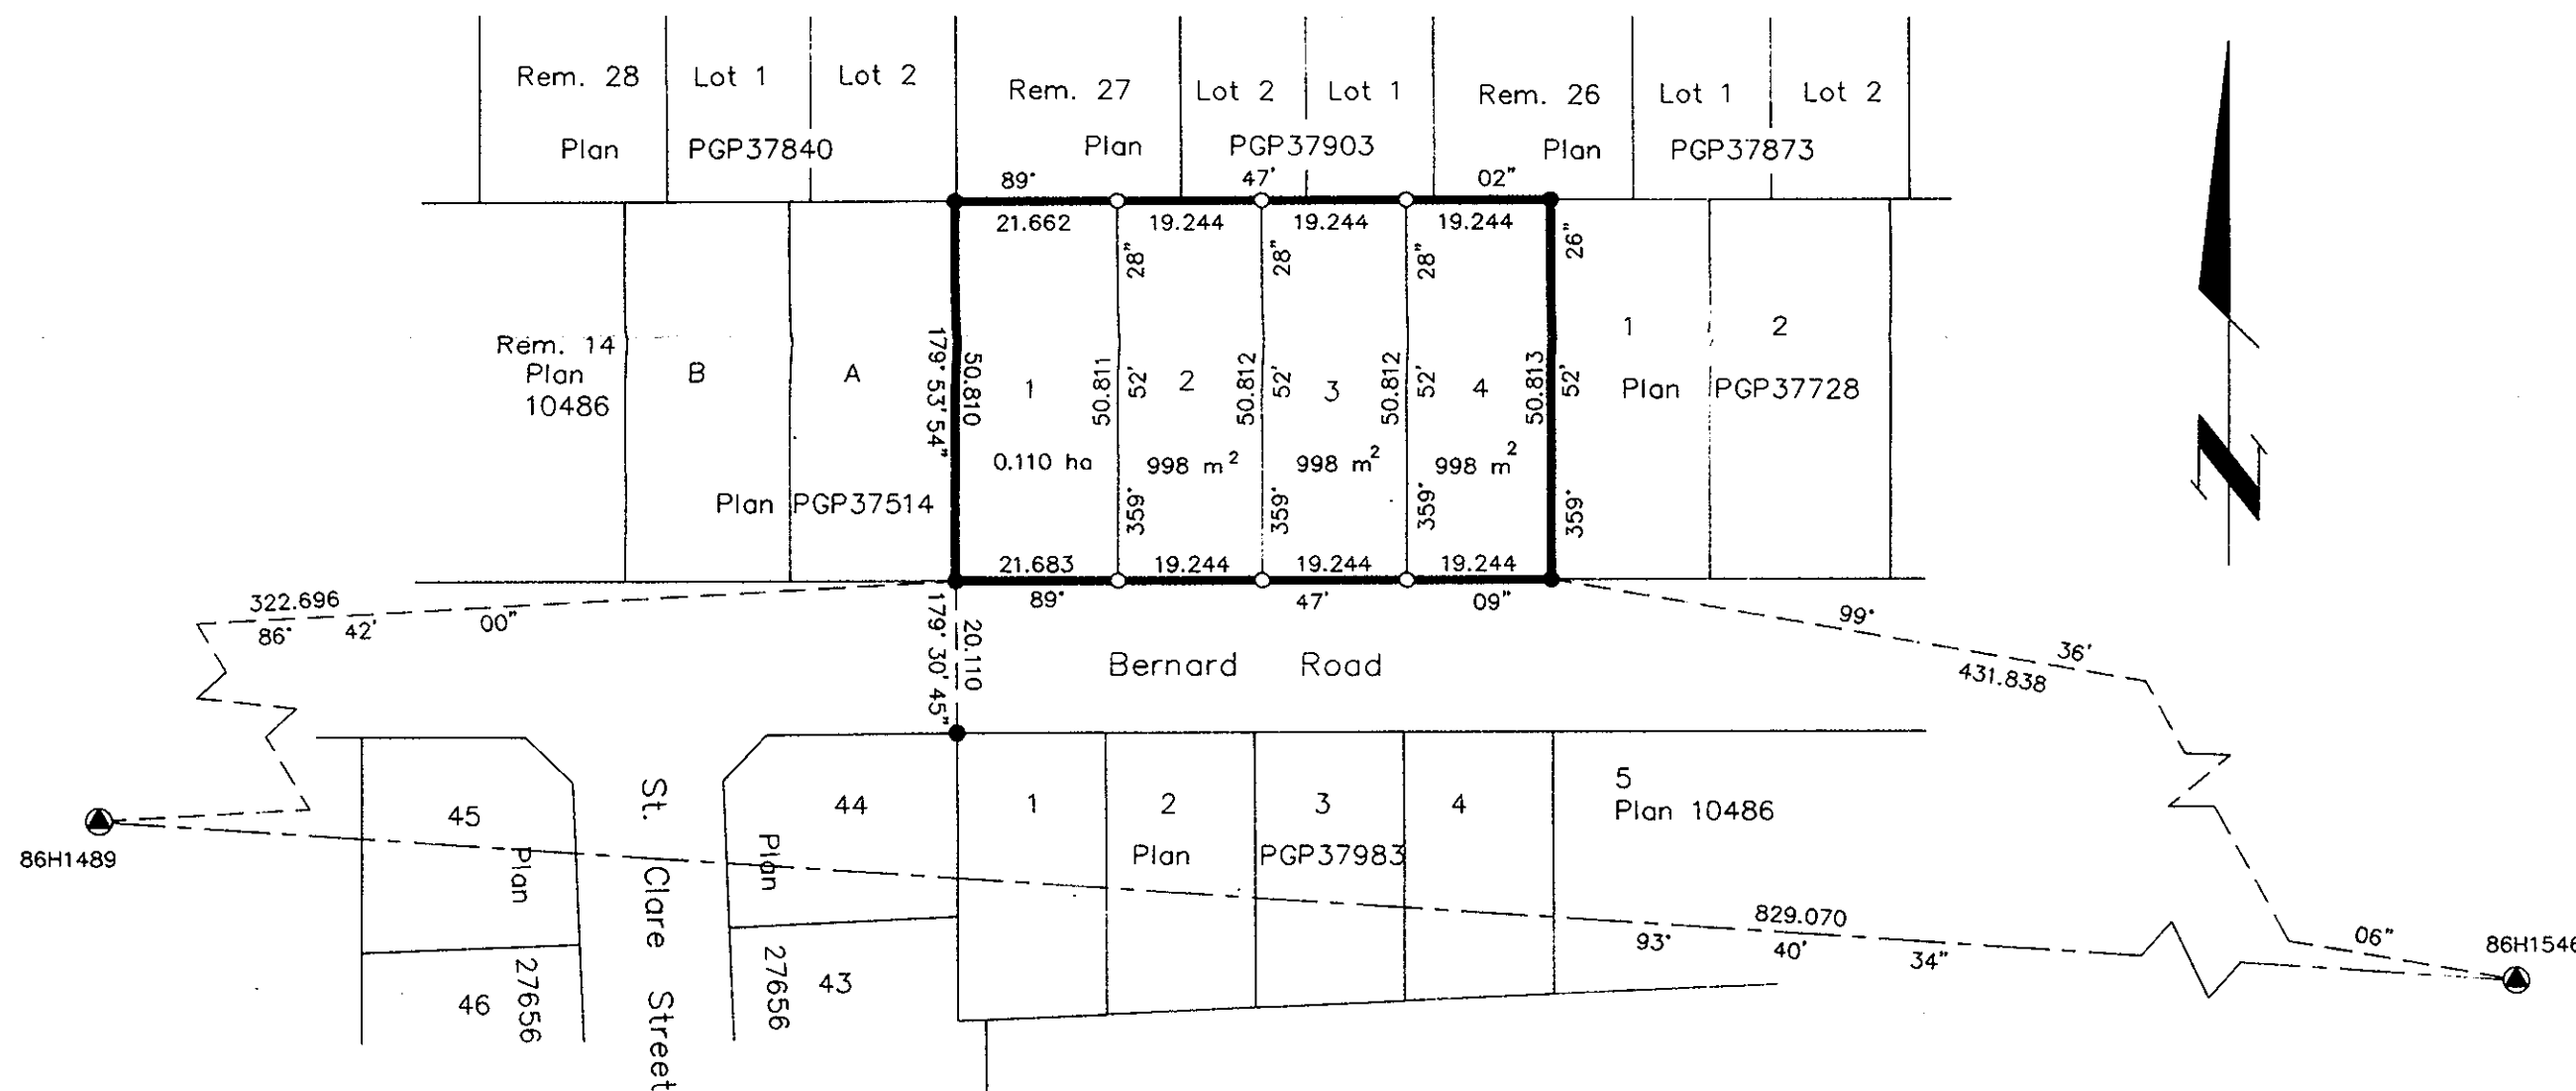 Rem. 28 Lot 1 Lot 2
Plan PGP37840
Rem. 27 Lot 2 Lot 1
Plan PGP37903
Rem. 26 Lot 1 Lot 2
Plan PGP37873
89° 47' 02"
21.662 19.244 19.244 19.244
Rem. 14
Plan
10486
B
A
Plan PGP37514
179° 53' 54"
50.810
1
0.110 ha
50.811
359° 52' 28"
2
998 m²
50.812
359° 52' 28"
3
998 m²
50.812
359° 52' 28"
4
998 m²
50.813
359° 52' 26"
1
2
Plan PGP37728
21.683 19.244 19.244 19.244
89° 47' 09"
322.696
86° 42' 00"
20.110
179° 30' 45"
Bernard Road
99° 36' 06"
431.838
86H1489
45
Plan 27656
46
St. Clare Street
44
Plan 27656
43
1
2
3
4
Plan PGP37983
5
Plan 10486
829.070
93° 40' 34"
86H1546
N